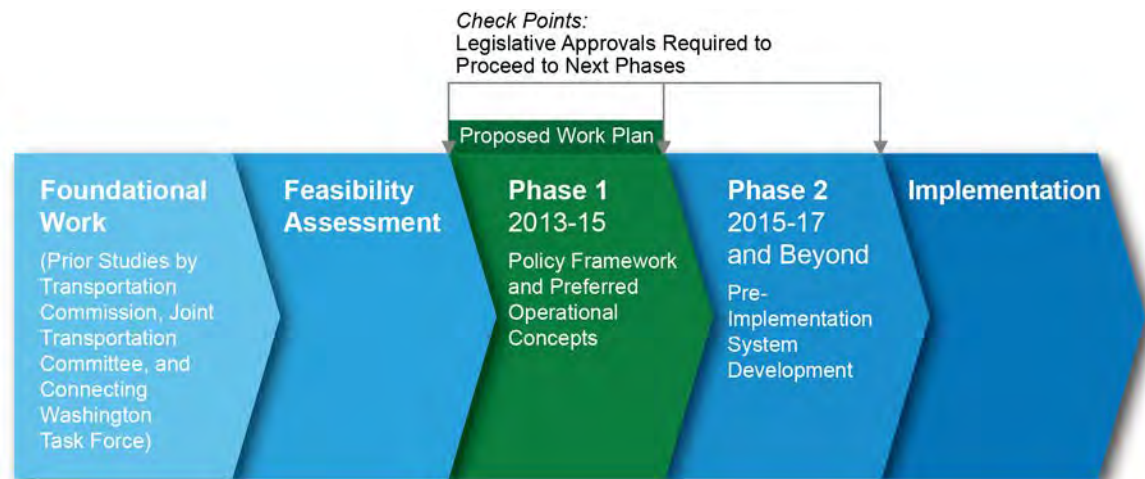 Check Points:
Legislative Approvals Required to
Proceed to Next Phases
Proposed Work Plan
Foundational
Work
(Prior Studies by
Transportation
Commission, Joint
Transportation
Committee, and
Connecting
Washington
Task Force)
Feasibility
Assessment
Phase 1
2013-15
Policy Framework
and Preferred
Operational
Concepts
Phase 2
2015-17
and Beyond
Pre-
Implementation
System
Development
Implementation